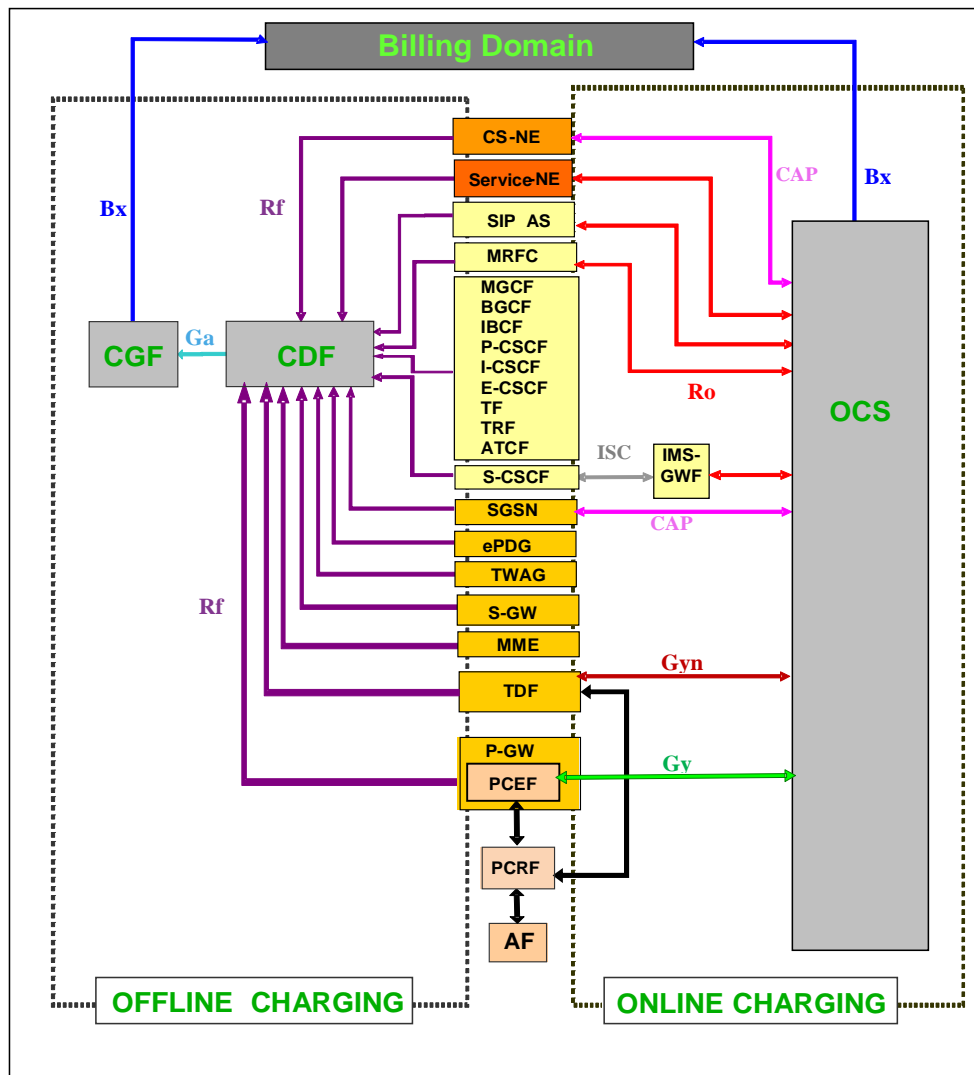 Billing Domain
CS-NE
CAP
Bx
Service-NE
Bx
Rf
SIP AS
MRFC
MGCF
BGCF
IBCF
P-CSCF
I-CSCF
E-CSCF
TF
TRF
ATCF
Ga
CGF
CDF
Ro
OCS
ISC
IMS-
GWF
S-CSCF
SGSN
CAP
ePDG
TWAG
Rf
S-GW
MME
Gyn
TDF
P-GW
Gy
PCEF
PCRF
AF
OFFLINE CHARGING
ONLINE CHARGING